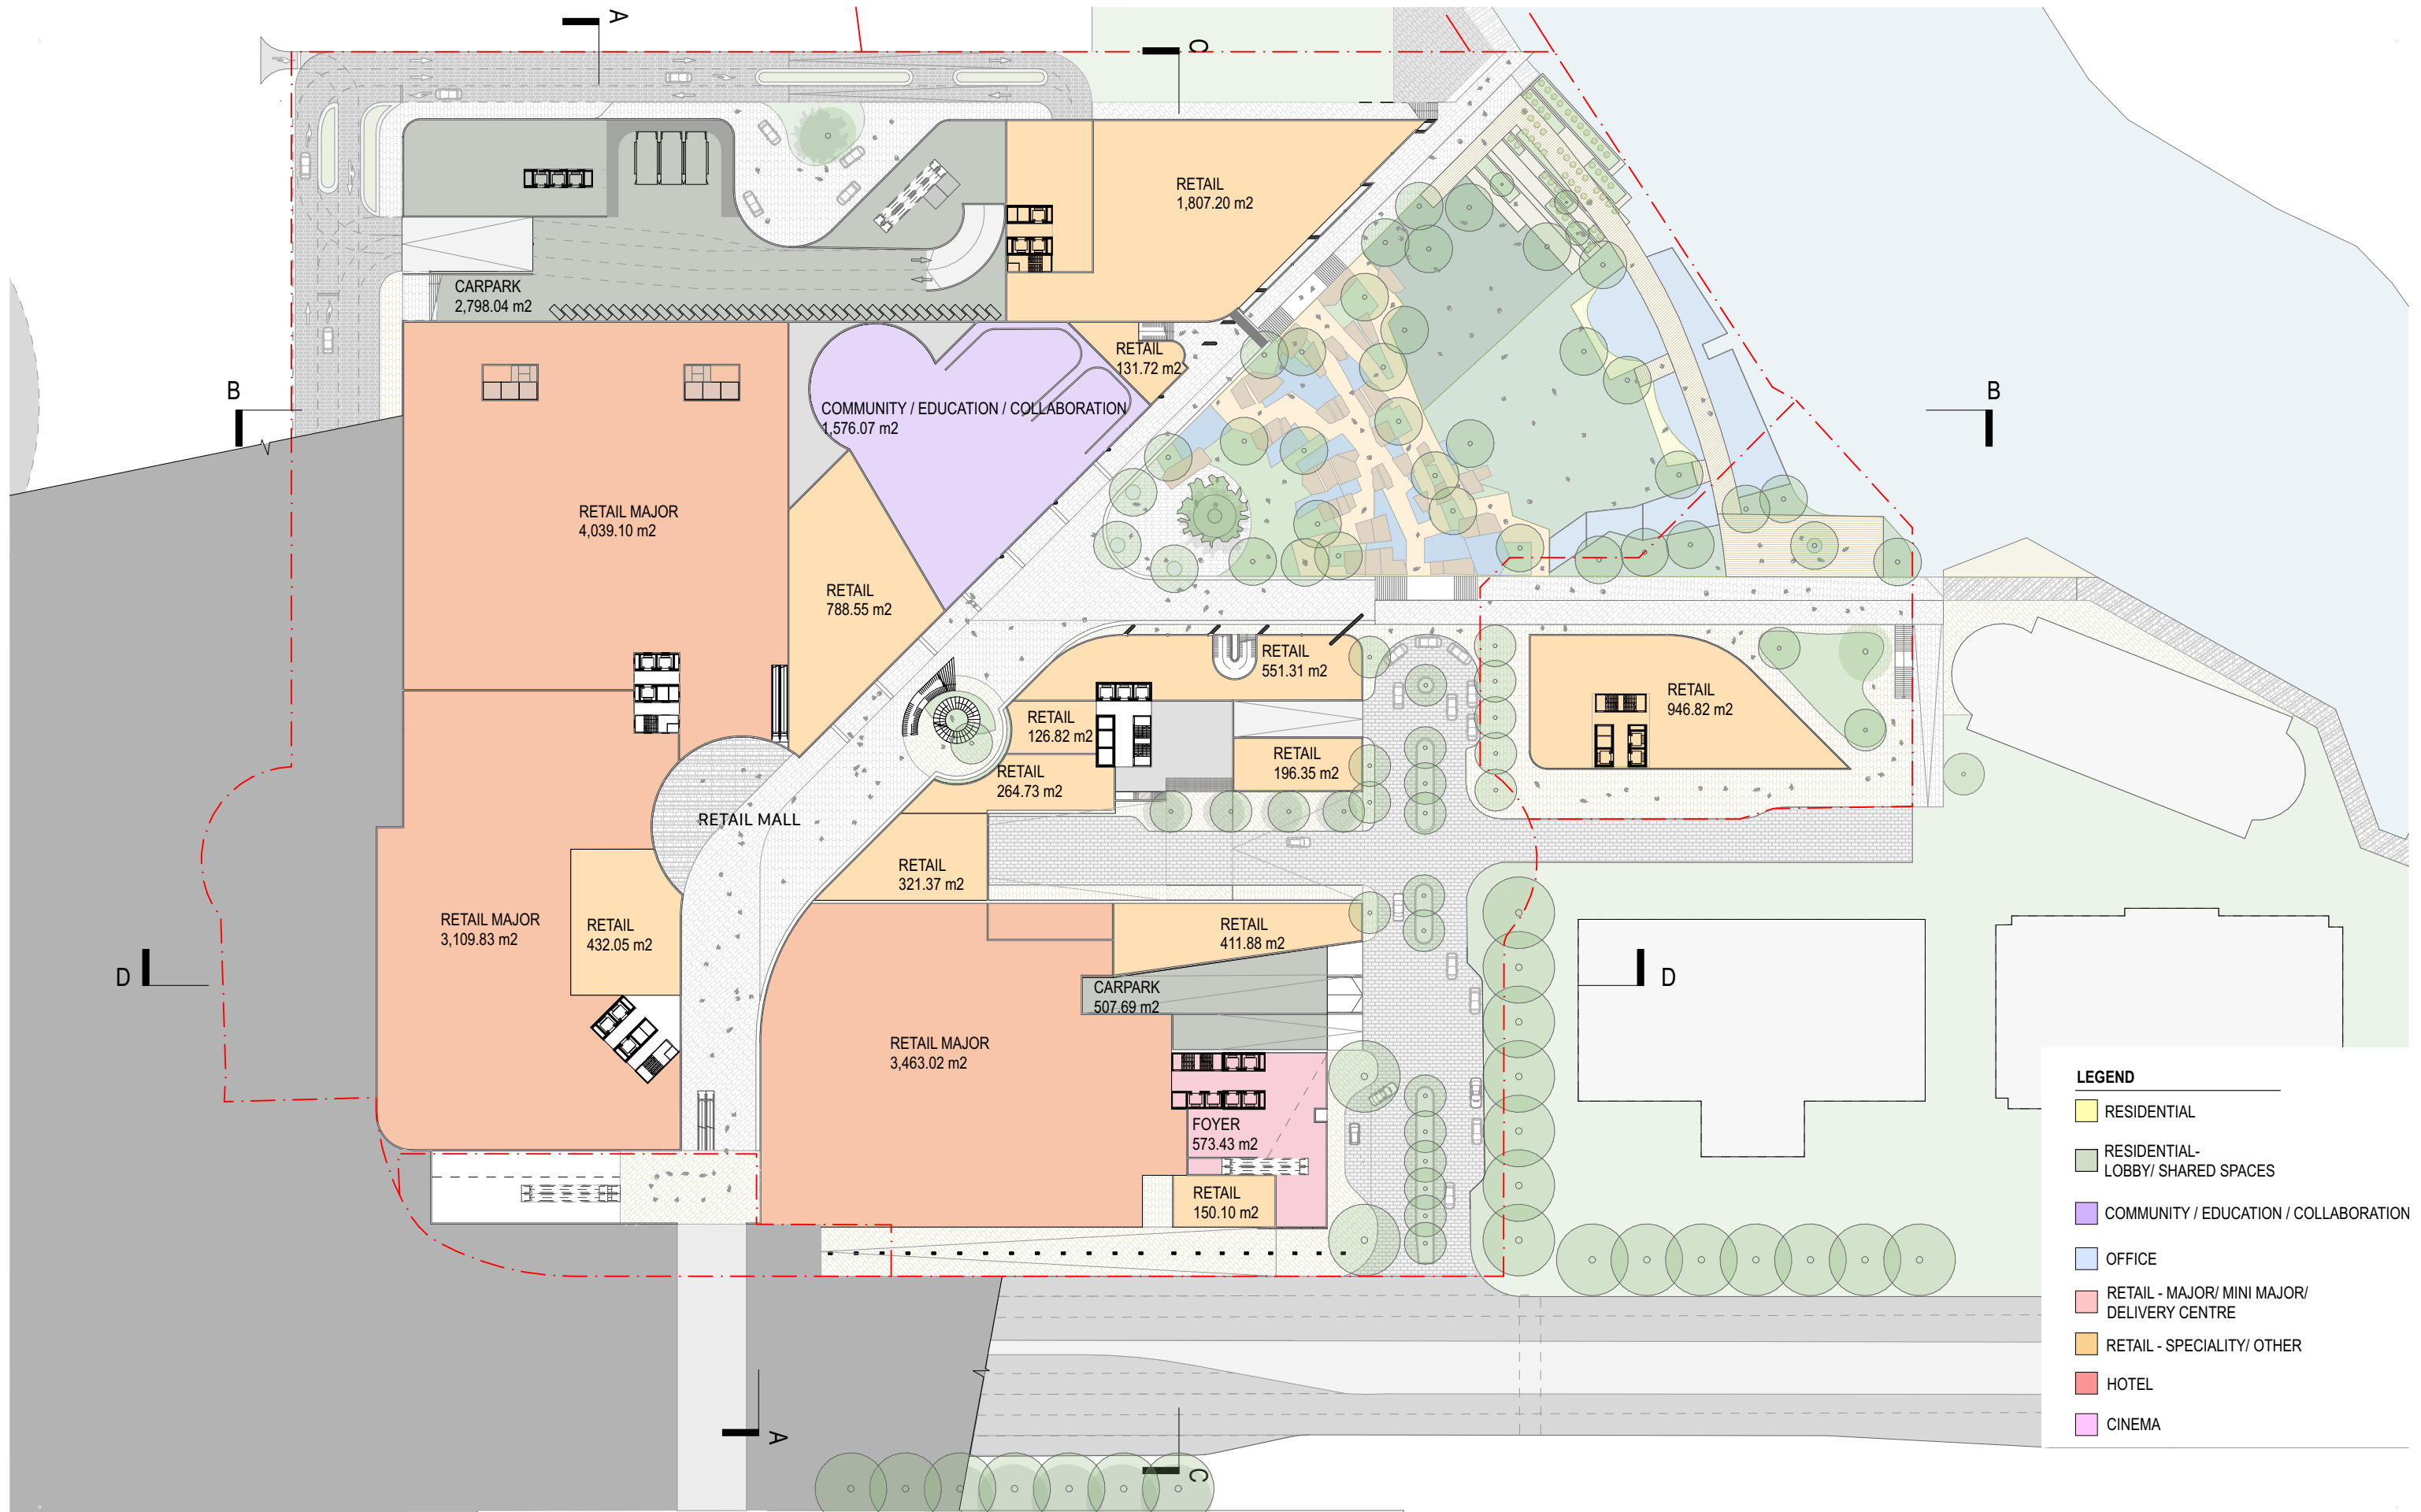 A
C
RETAIL
1,807.20 m2
CARPARK
2,798.04 m2
RETAIL
131.72 m2
B
B
COMMUNITY / EDUCATION / COLLABORATION
1,576.07 m2
RETAIL MAJOR
4,039.10 m2
RETAIL
788.55 m2
RETAIL
551.31 m2
RETAIL
946.82 m2
RETAIL
126.82 m2
RETAIL
196.35 m2
RETAIL
264.73 m2
RETAIL MALL
RETAIL
321.37 m2
RETAIL MAJOR
3,109.83 m2
RETAIL
432.05 m2
RETAIL
411.88 m2
D
D
CARPARK
507.69 m2
RETAIL MAJOR
3,463.02 m2
FOYER
573.43 m2
RETAIL
150.10 m2
A
C
LEGEND
RESIDENTIAL
RESIDENTIAL-
LOBBY/ SHARED SPACES
COMMUNITY / EDUCATION / COLLABORATION
OFFICE
RETAIL - MAJOR/ MINI MAJOR/
DELIVERY CENTRE
RETAIL - SPECIALITY/ OTHER
HOTEL
CINEMA